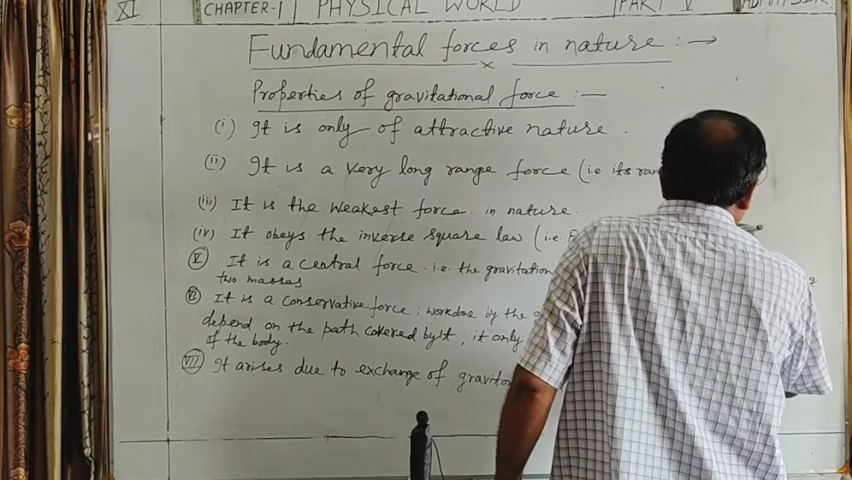 XI CHAPTER-1 PHYSICAL WORLD PART V
Fundamental forces in nature :- →
Properties of gravitational force :-
(i) It is only of attractive nature.
(ii) It is a very long range force (i.e its
(iii) It is the weakest force in nature.
(iv) It obeys the inverse square law (i.e.
(V) It is a central force. i.e. the gravitation
two masses
(VI) It is a conservative force; workdone by the
depend on the path covered by it; it only
of the body.
(VII) It arises due to exchange of